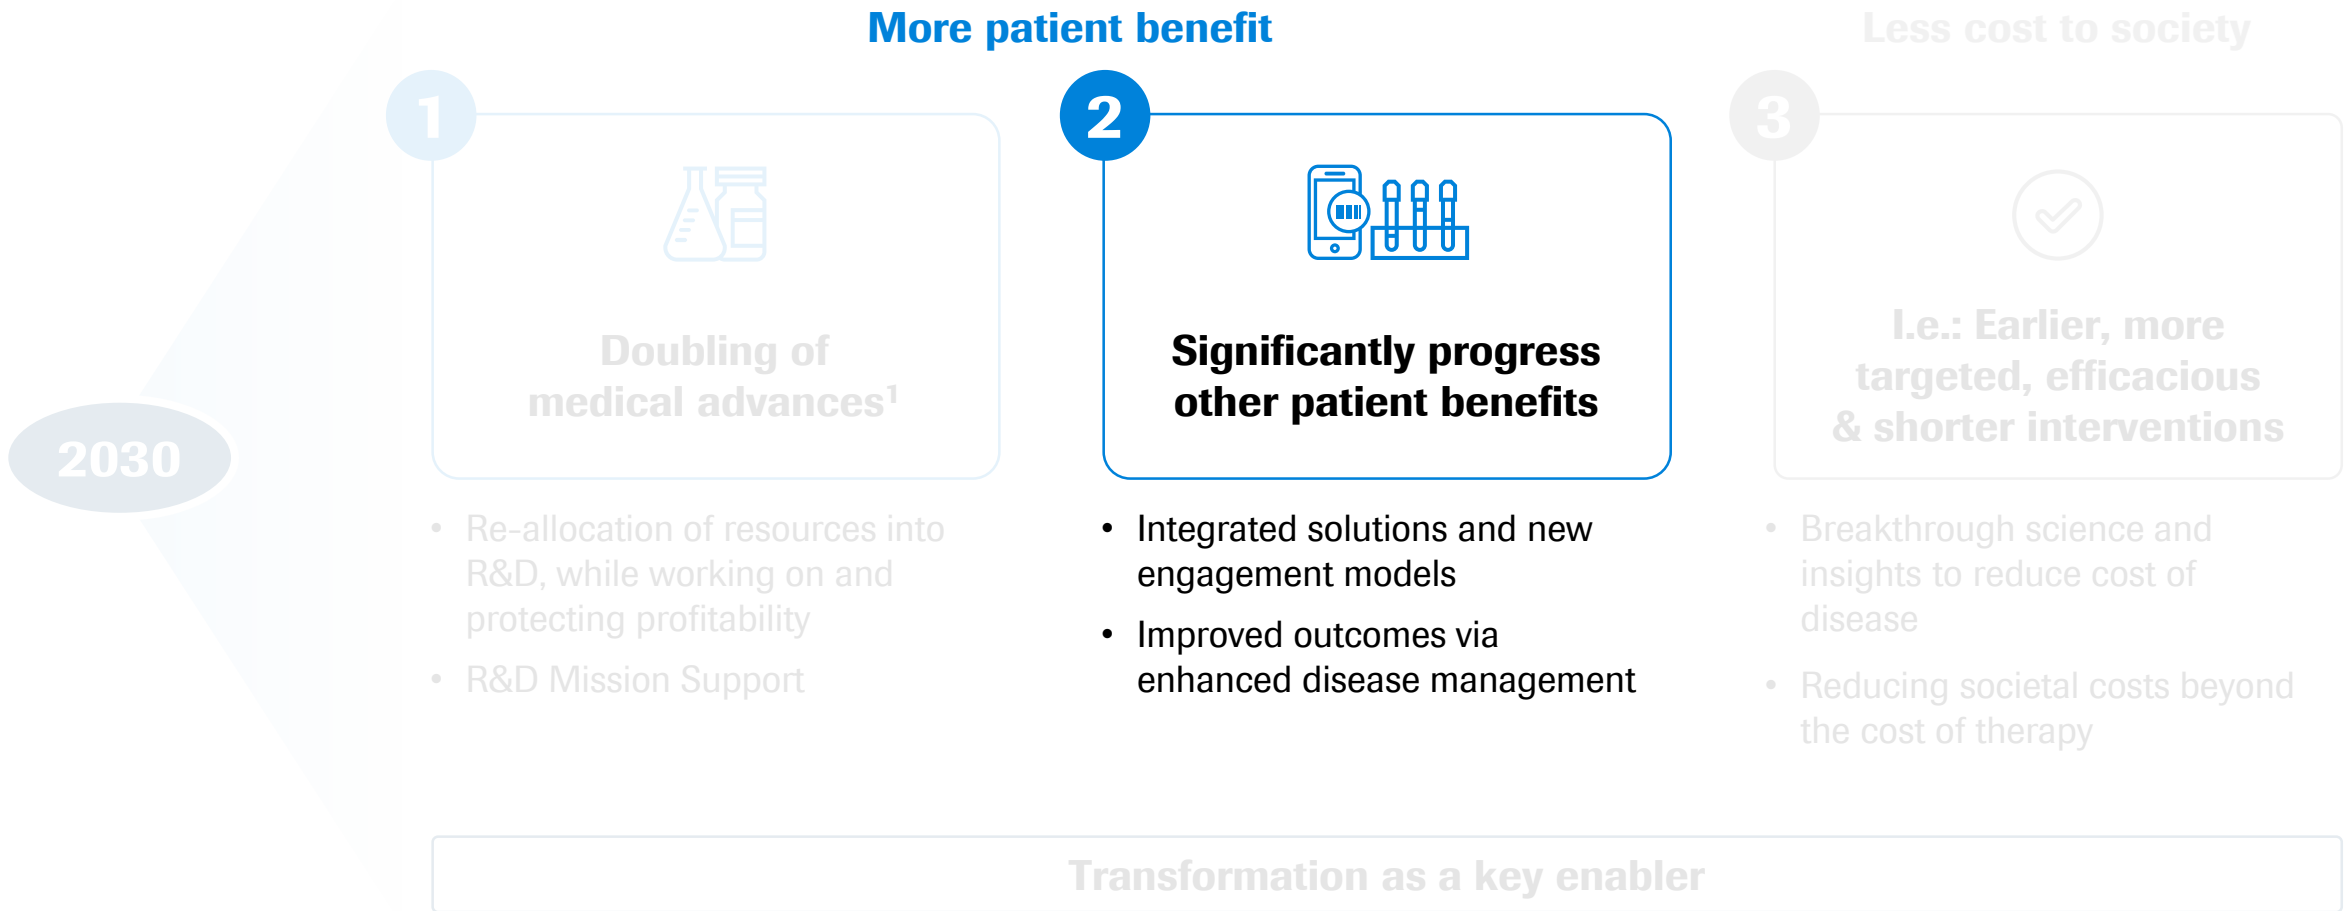 More patient benefit
Less cost to society
1
Doubling of
medical advances¹
• Re-allocation of resources into
R&D, while working on and
protecting profitability
• R&D Mission Support
2
Significantly progress
other patient benefits
• Integrated solutions and new
engagement models
• Improved outcomes via
enhanced disease management
3
I.e.: Earlier, more
targeted, efficacious
& shorter interventions
• Breakthrough science and
insights to reduce cost of
disease
• Reducing societal costs beyond
the cost of therapy
2030
Transformation as a key enabler